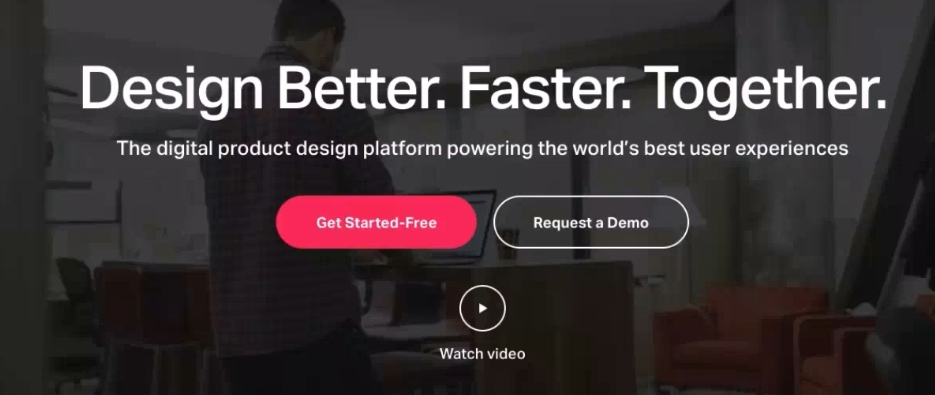 Design Better. Faster. Together.
The digital product design platform powering the world's best user experiences
Get Started-Free
Request a Demo
Watch video